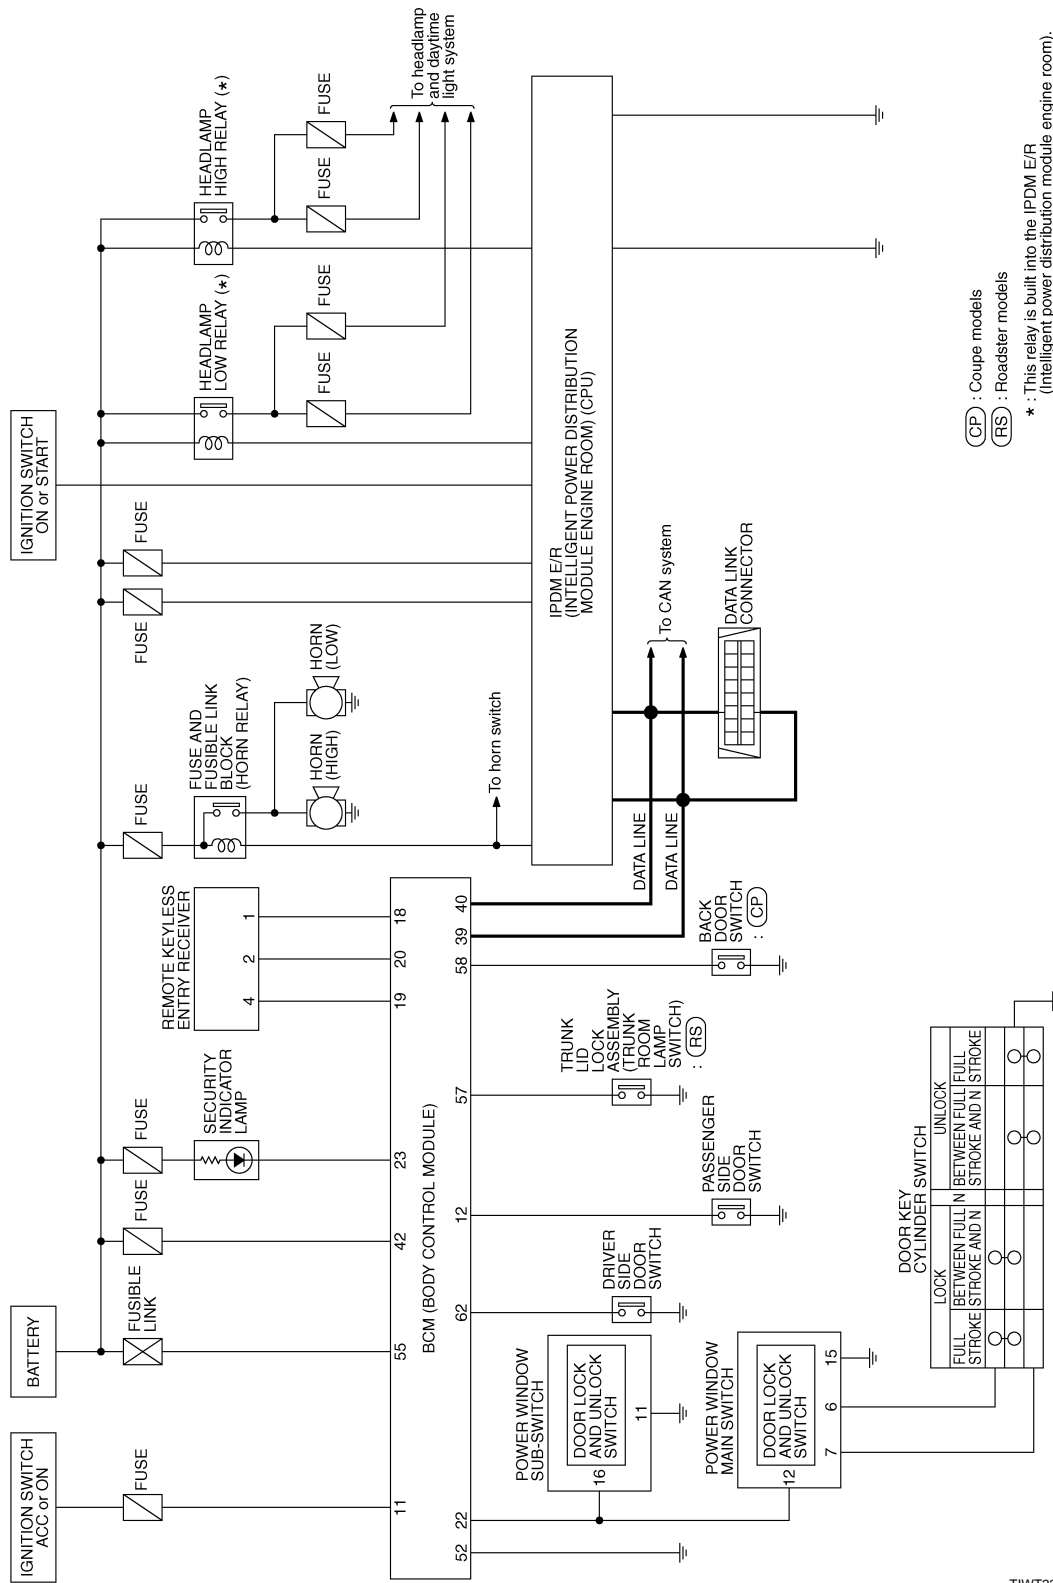 IGNITION SWITCH
ACC or ON
BATTERY
IGNITION SWITCH
ON or START
FUSE
FUSIBLE
LINK
FUSE
FUSE
FUSE
FUSE
FUSE
SECURITY
INDICATOR
LAMP
REMOTE KEYLESS
ENTRY RECEIVER
4
2
1
FUSE AND
FUSIBLE LINK
BLOCK
(HORN RELAY)
HORN
(HIGH)
HORN
(LOW)
HEADLAMP
LOW RELAY (*)
HEADLAMP
HIGH RELAY (*)
FUSE
FUSE
FUSE
FUSE
To headlamp
and daytime
light system
To horn switch
11
55
42
23
19
20
18
BCM (BODY CONTROL MODULE)
52
22
62
12
57
58
39
40
IPDM E/R
(INTELLIGENT POWER DISTRIBUTION
MODULE ENGINE ROOM) (CPU)
DATA LINE
DATA LINE
To CAN system
DATA LINK
CONNECTOR
POWER WINDOW
SUB-SWITCH
DOOR LOCK
AND UNLOCK
SWITCH
16
11
DRIVER
SIDE
DOOR
SWITCH
PASSENGER
SIDE
DOOR
SWITCH
TRUNK
LID
LOCK
ASSEMBLY
(TRUNK
ROOM
LAMP
SWITCH)
: RS
BACK
DOOR
SWITCH
: CP
POWER WINDOW
MAIN SWITCH
DOOR LOCK
AND UNLOCK
SWITCH
12
7
6
15
DOOR KEY
CYLINDER SWITCH
LOCK
N
UNLOCK
FULL
STROKE
BETWEEN FULL
STROKE AND N
BETWEEN FULL
STROKE AND N
FULL
STROKE
CP : Coupe models
RS : Roadster models
* : This relay is built into the IPDM E/R
(Intelligent power distribution module engine room).